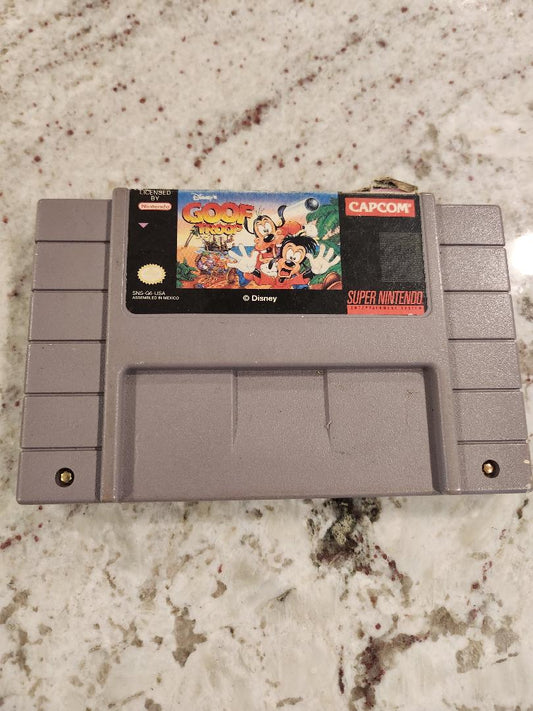 LICENSED
BY
Nintendo
Disney's
GOOF
TROOP
CAPCOM
SNS-G6 USA
ASSEMBLED IN MEXICO
© Disney
SUPER NINTENDO
ENTERTAINMENT SYSTEM